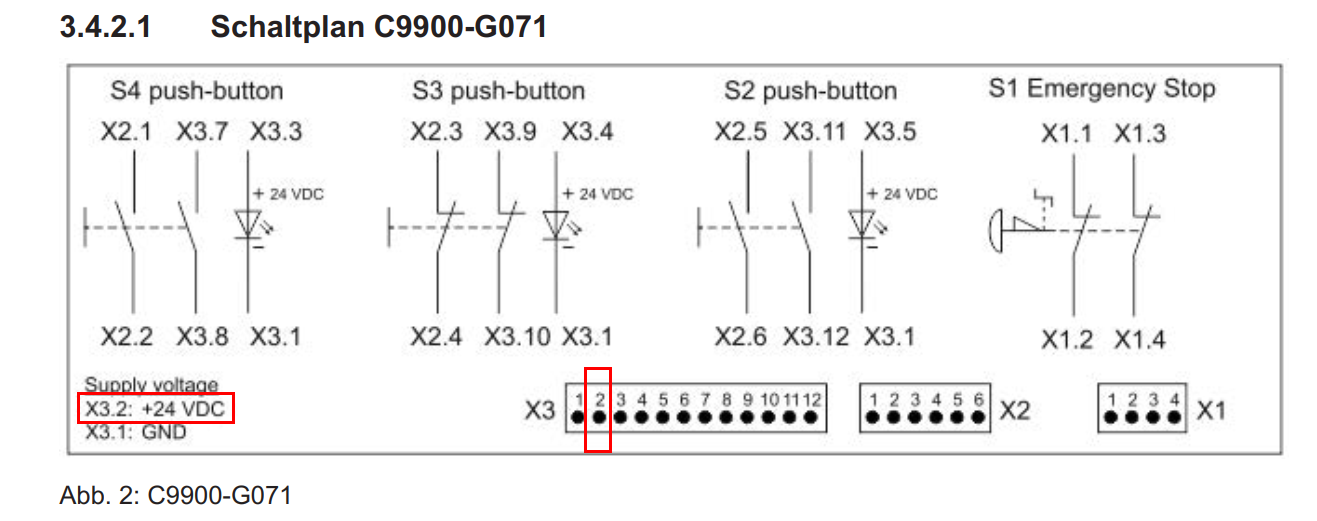 3.4.2.1 Schaltplan C9900-G071
S4 push-button S3 push-button S2 push-button S1 Emergency Stop
X2.1 X3.7 X3.3 X2.3 X3.9 X3.4 X2.5 X3.11 X3.5 X1.1 X1.3
+ 24 VDC + 24 VDC + 24 VDC
X2.2 X3.8 X3.1 X2.4 X3.10 X3.1 X2.6 X3.12 X3.1 X1.2 X1.4
Supply voltage
X3.2: +24 VDC
X3.1: GND
X3 1 2 3 4 5 6 7 8 9 10 11 12
1 2 3 4 5 6 X2
1 2 3 4 X1
Abb. 2: C9900-G071